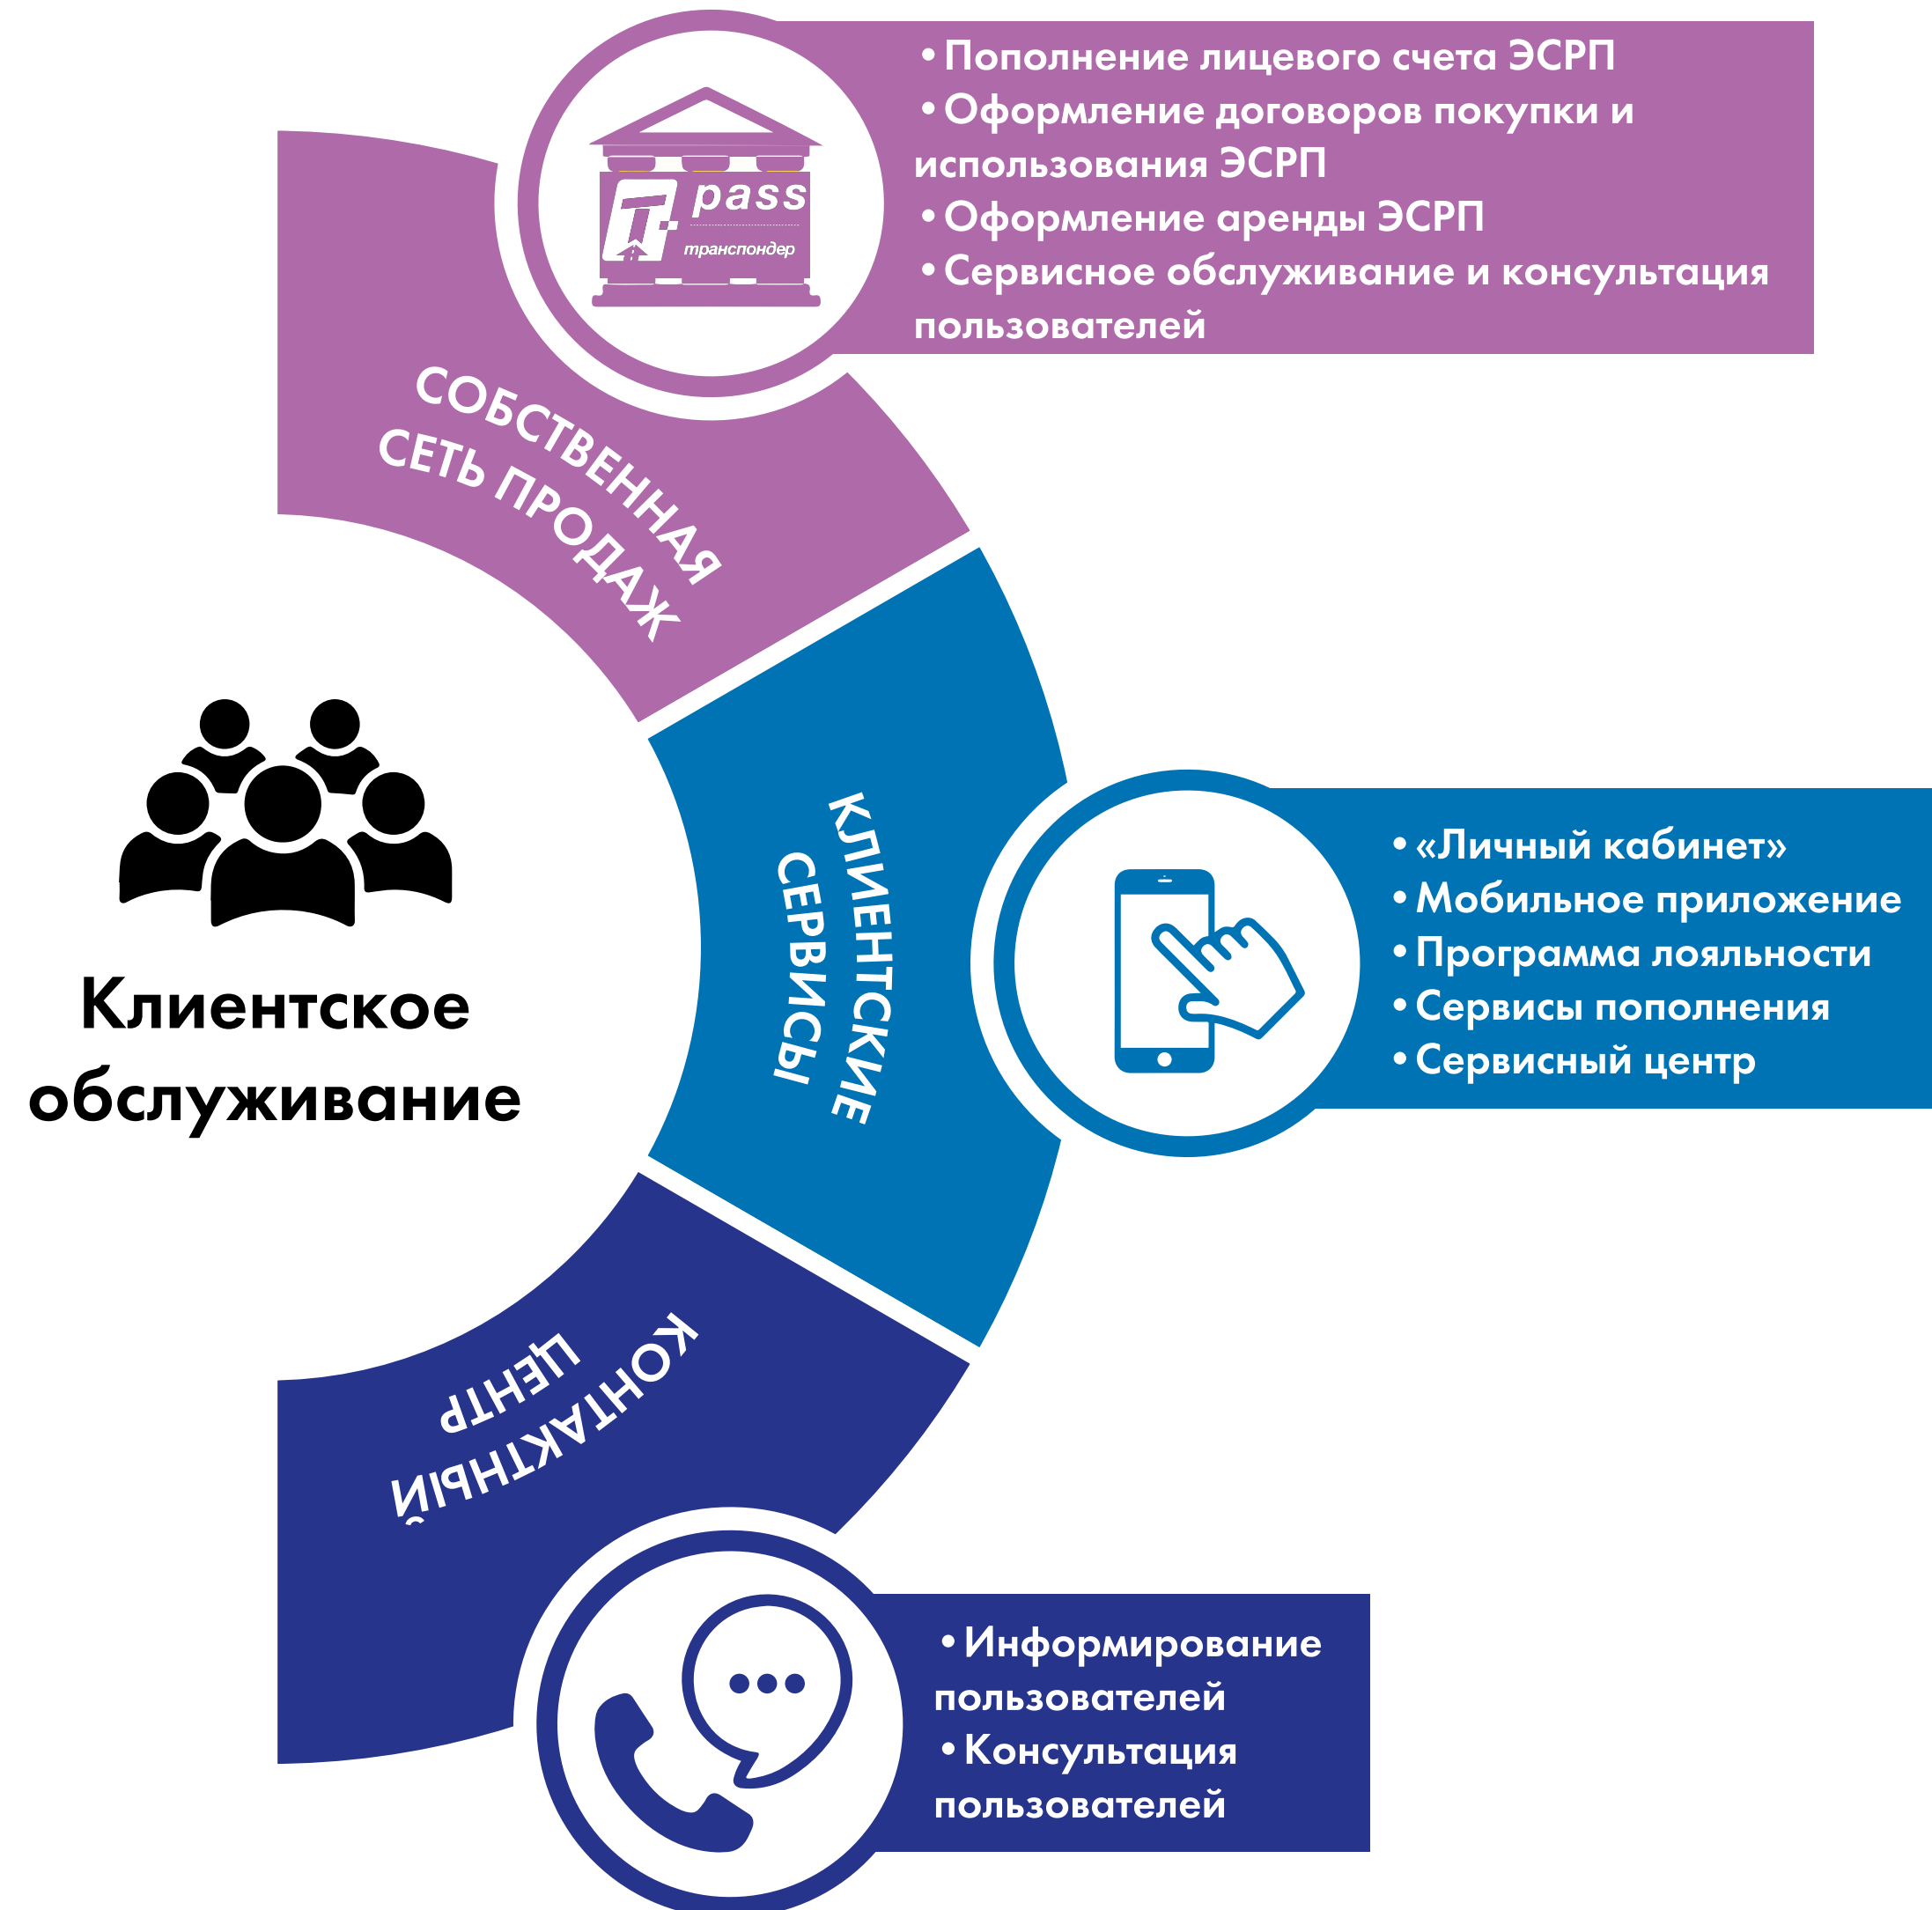 • Пополнение лицевого счета ЭСРП
• Оформление договоров покупки и
использования ЭСРП
• Оформление аренды ЭСРП
• Сервисное обслуживание и консультация
пользователей
T
pass
транспондер
СОБСТВЕННАЯ
СЕТЬ ПРОДАЖ
Клиентское
обслуживание
КЛИЕНТСКИЕ
СЕРВИСЫ
• «Личный кабинет»
• Мобильное приложение
• Программа лояльности
• Сервисы пополнения
• Сервисный центр
КОНТАКТНЫЙ
ЦЕНТР
• Информирование
пользователей
• Консультация
пользователей